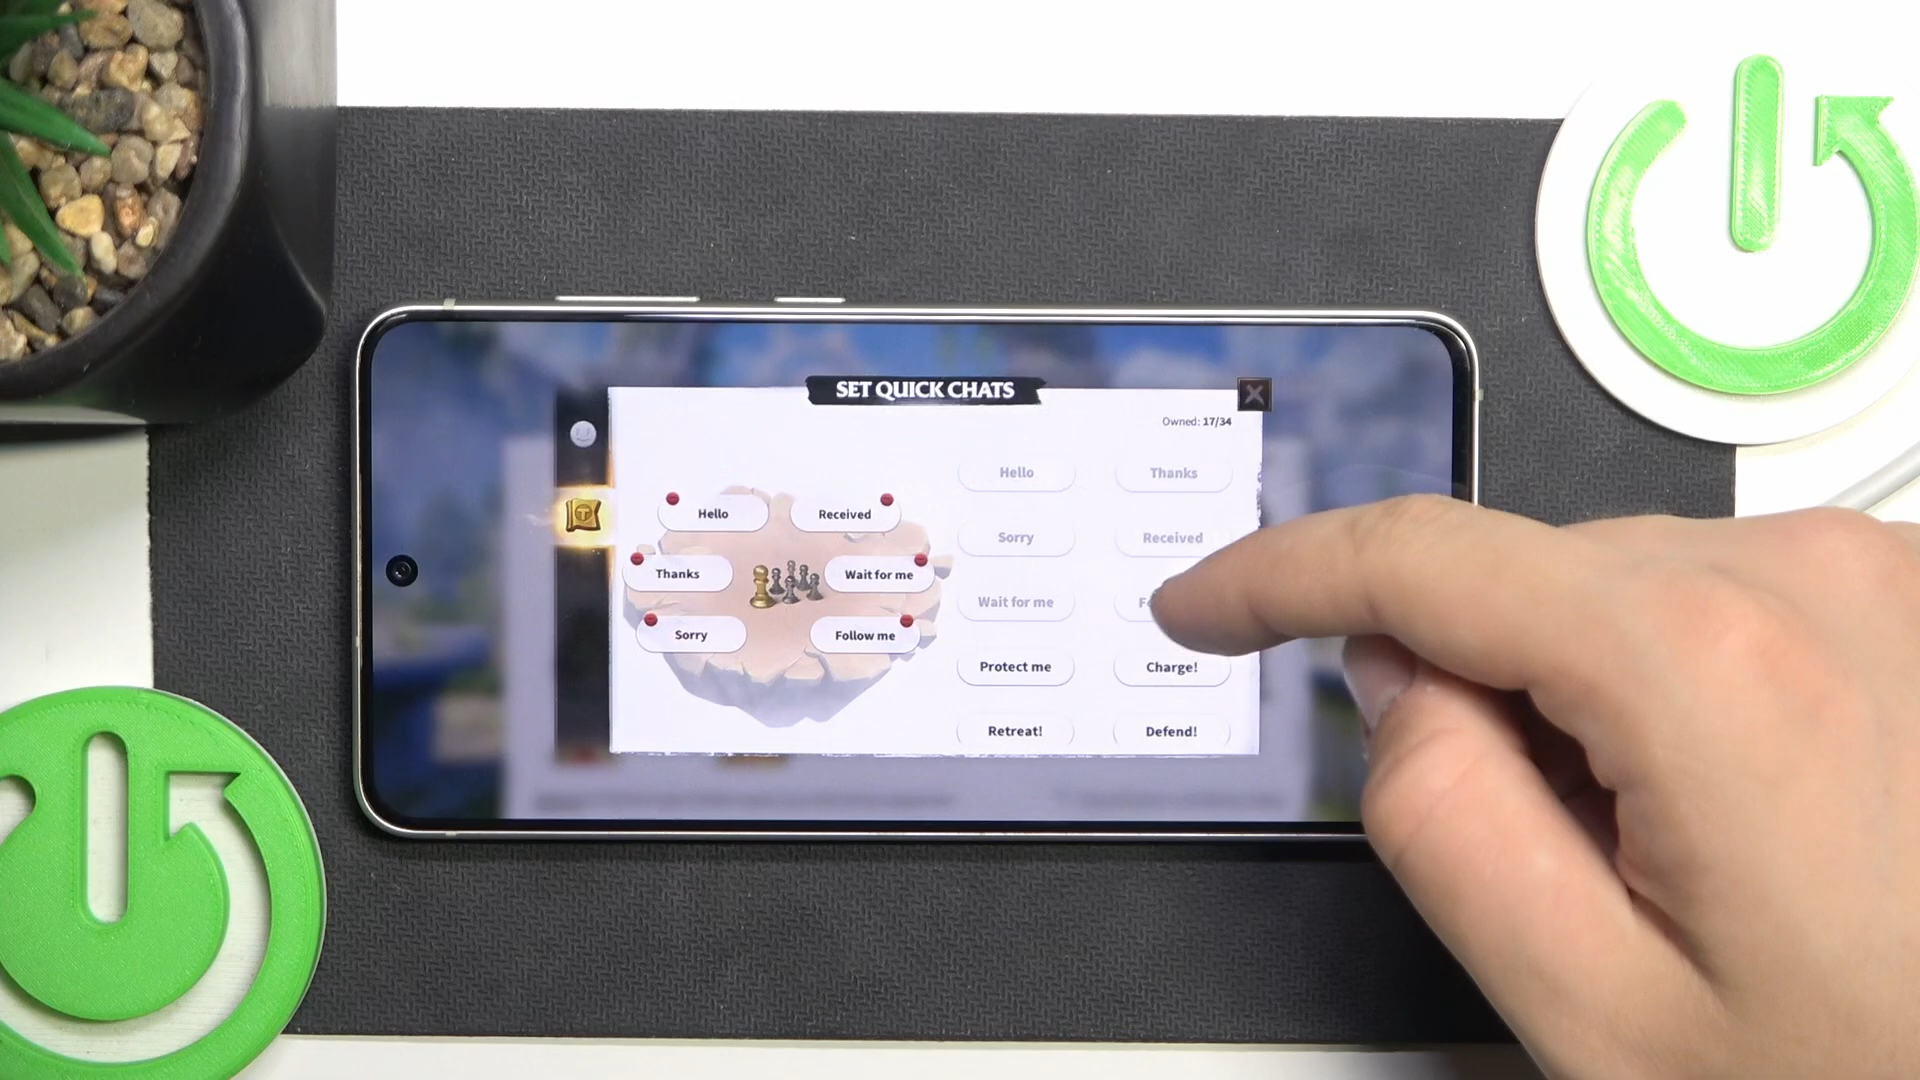 SET QUICK CHATS
Owned: 17/34
Hello
Received
Thanks
Wait for me
Sorry
Follow me
Hello
Thanks
Sorry
Received
Wait for me
Protect me
Charge!
Retreat!
Defend!